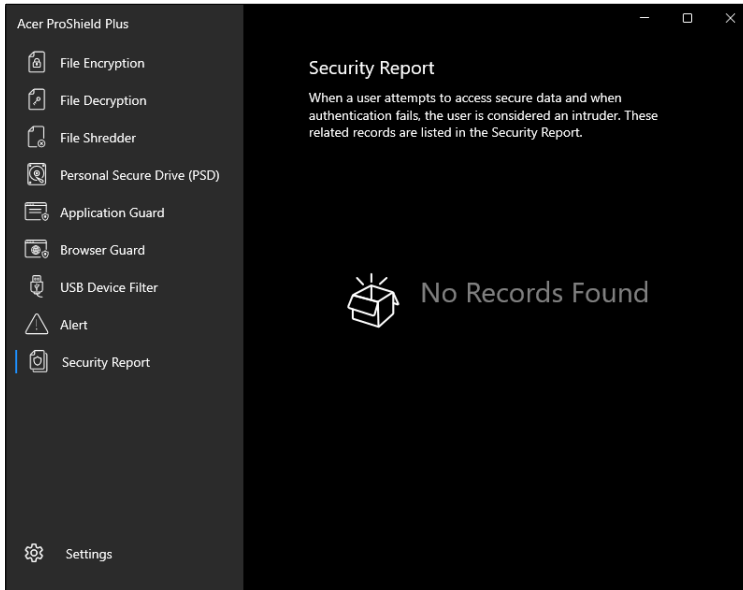 Acer ProShield Plus
File Encryption
File Decryption
File Shredder
Personal Secure Drive (PSD)
Application Guard
Browser Guard
USB Device Filter
Alert
Security Report
Settings
Security Report
When a user attempts to access secure data and when
authentication fails, the user is considered an intruder. These
related records are listed in the Security Report.
No Records Found